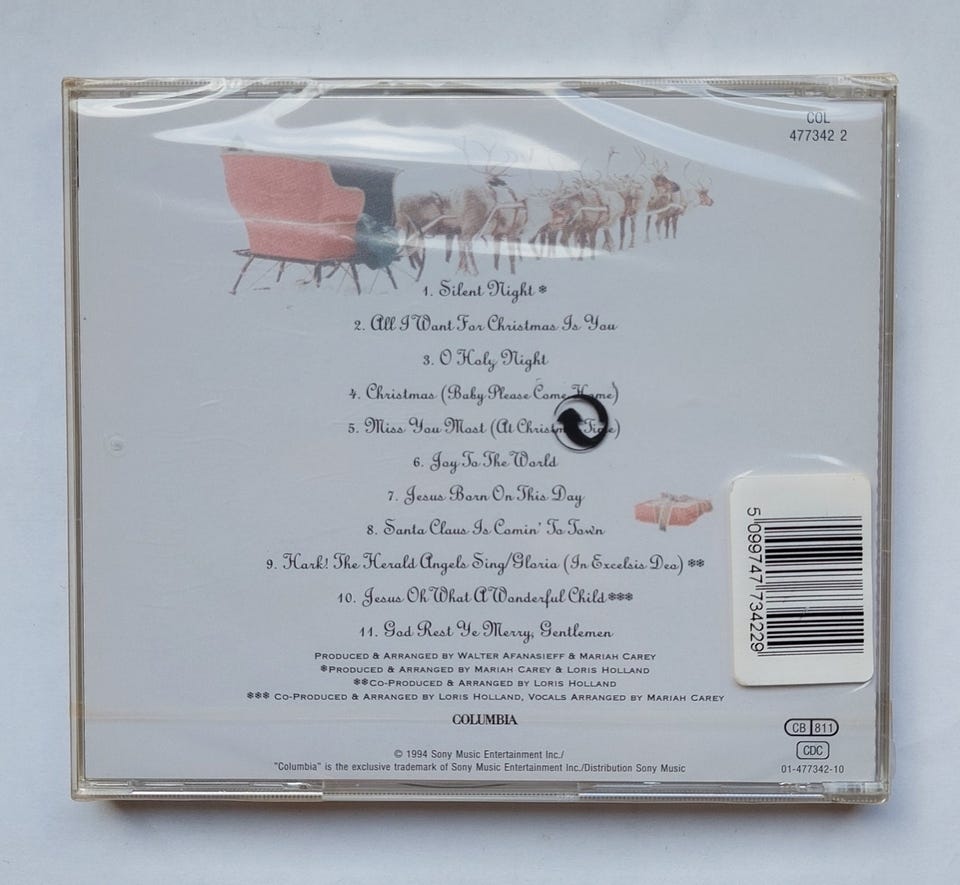 COL
477342 2
1. Silent Night *
2. All I Want For Christmas Is You
3. O Holy Night
4. Christmas (Baby Please Come Home)
5. Miss You Most (At Christmas Time)
6. Joy To The World
7. Jesus Born On This Day
8. Santa Claus Is Comin' To Town
9. Hark! The Herald Angels Sing/Gloria (In Excelsis Deo) **
10. Jesus Oh What A Wonderful Child ***
11. God Rest Ye Merry, Gentlemen
5 099747 734229
Produced & Arranged by Walter Afanasieff & Mariah Carey
*Produced & Arranged by Mariah Carey & Loris Holland
**Co-Produced & Arranged by Loris Holland
*** Co-Produced & Arranged by Loris Holland, Vocals Arranged by Mariah Carey
COLUMBIA
© 1994 Sony Music Entertainment Inc./
"Columbia" is the exclusive trademark of Sony Music Entertainment Inc./Distribution Sony Music
CB 811
CDC
01-477342-10